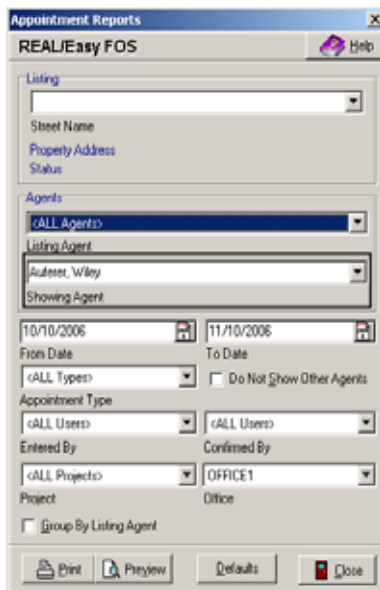 Appointment Reports
REAL/Easy FOS
Help
Listing
Street Name
Property Address
Status
Agents
<ALL Agents>
Listing Agent
Auferer, Wiley
Showing Agent
10/10/2006 11/10/2006
From Date To Date
<ALL Types> Do Not Show Other Agents
Appointment Type
<ALL Users> <ALL Users>
Entered By Confirmed By
<ALL Projects> OFFICE1
Project Office
Group By Listing Agent
Print Preview Defaults Close